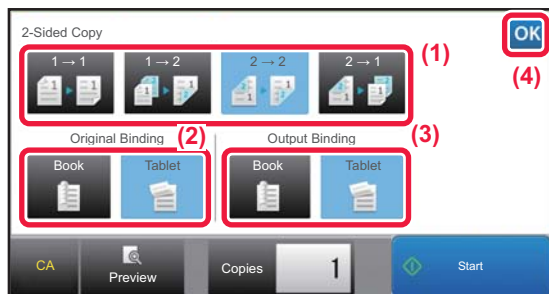 2-Sided Copy
OK
1 → 1
1 → 2
2 → 2
2 → 1
(1)
(4)
Original Binding
(2)
Output Binding
(3)
Book
Tablet
Book
Tablet
CA
Preview
Copies
1
Start